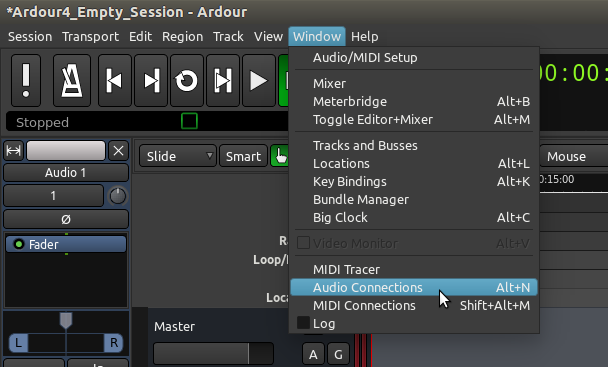 *Ardour4_Empty_Session - Ardour
Session Transport Edit Region Track View Window Help
Audio/MIDI Setup
Mixer
Meterbridge Alt+B
Toggle Editor+Mixer Alt+M
Tracks and Busses
Locations Alt+L
Key Bindings Alt+K
Bundle Manager
Big Clock Alt+C
Video Monitor Alt+V
MIDI Tracer
Audio Connections Alt+N
MIDI Connections Shift+Alt+M
Log
00:00:
Stopped
Slide Smart Mouse
Audio 1
1
Ø
0:15:00
Fader
Ra
Loop/
Loca
L R
Master
A G